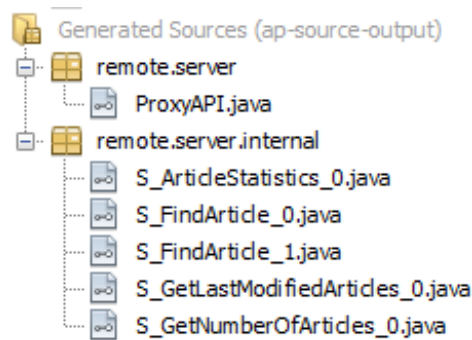 Generated Sources (ap-source-output)
remote.server
ProxyAPI.java
remote.server.internal
S_ArticleStatistics_0.java
S_FindArticle_0.java
S_FindArticle_1.java
S_GetLastModifiedArticles_0.java
S_GetNumberOfArticles_0.java